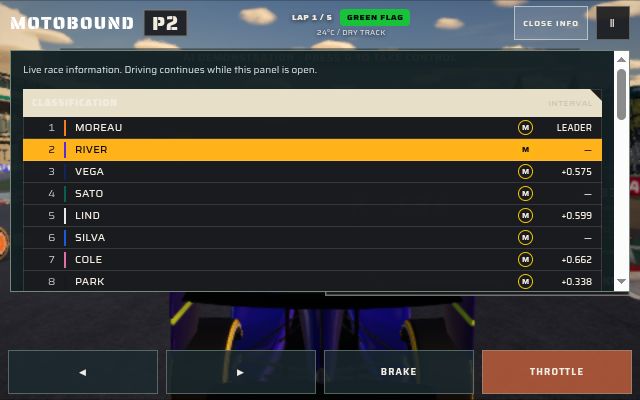 MOTOBOUND P2
LAP 1 / 5 GREEN FLAG
24°C / DRY TRACK
CLOSE INFO
II
Live race information. Driving continues while this panel is open.
CLASSIFICATION INTERVAL
1 MOREAU M LEADER
2 RIVER M —
3 VEGA M +0.575
4 SATO M —
5 LIND M +0.599
6 SILVA M —
7 COLE M +0.662
8 PARK M +0.338
◄ ► BRAKE THROTTLE